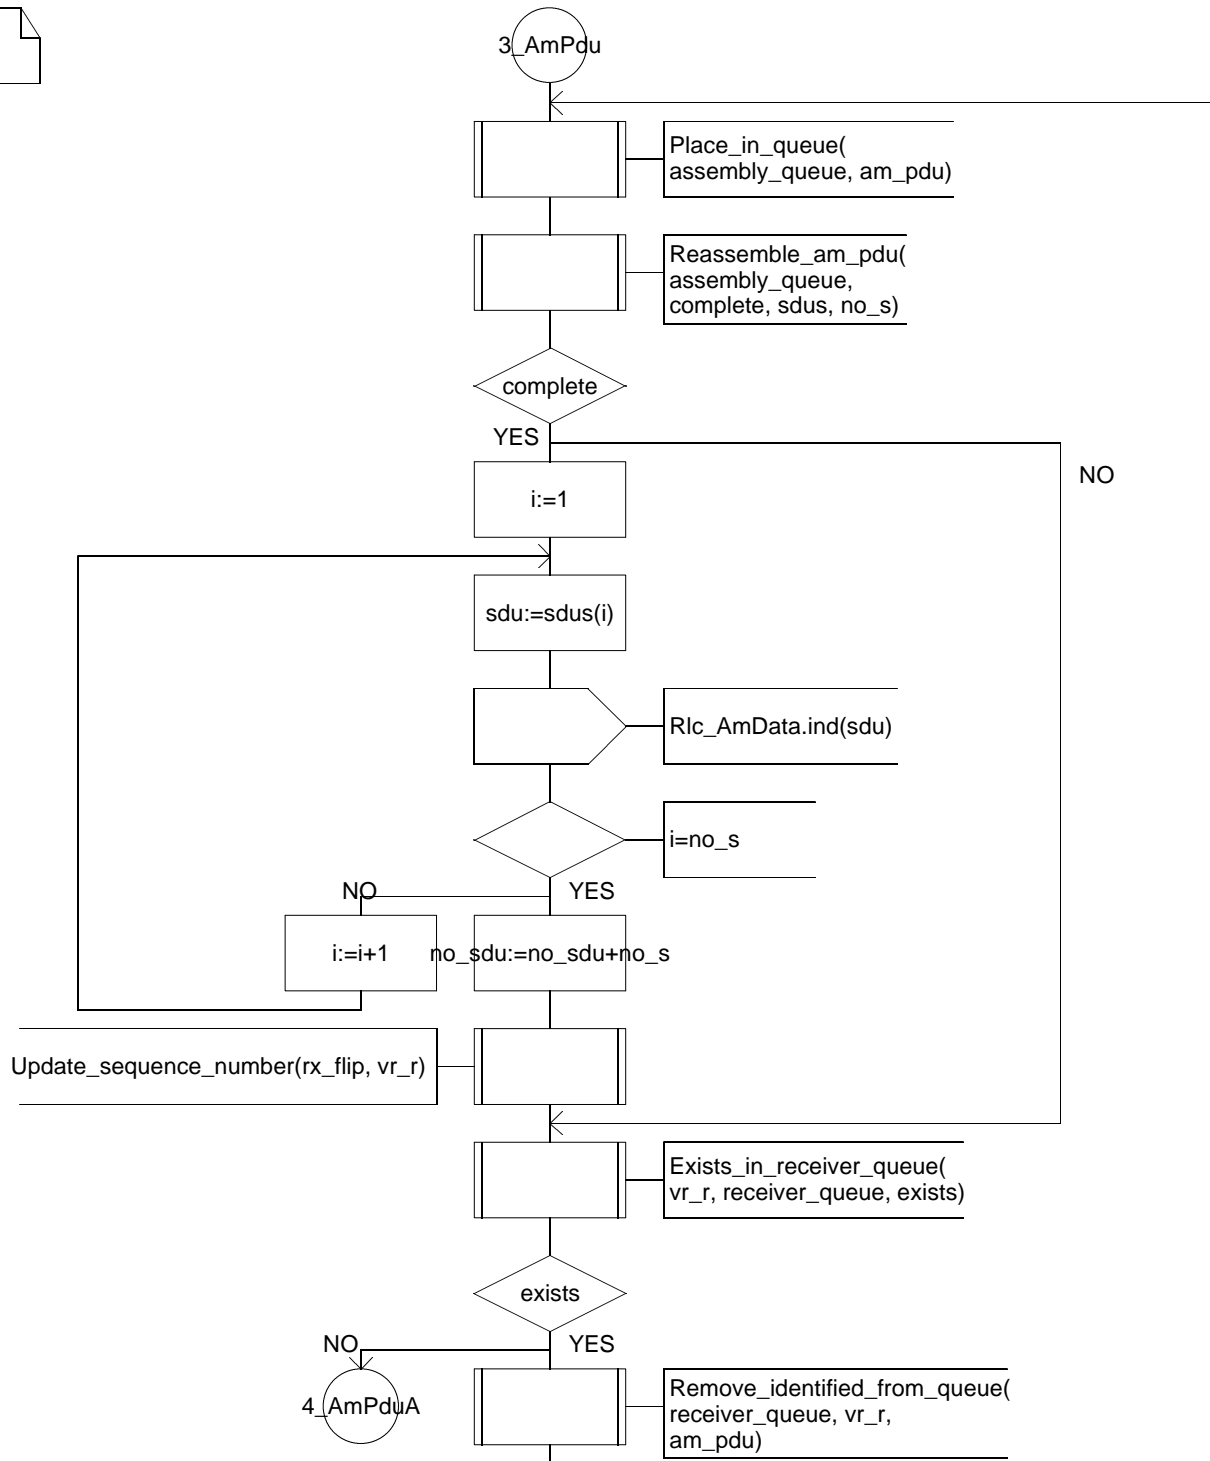 3_AmPdu
Place_in_queue(
assembly_queue, am_pdu)
Reassemble_am_pdu(
assembly_queue,
complete, sdus, no_s)
complete
YES
NO
i:=1
sdu:=sdus(i)
Rlc_AmData.ind(sdu)
i=no_s
NO
YES
i:=i+1
no_sdu:=no_sdu+no_s
Update_sequence_number(rx_flip, vr_r)
Exists_in_receiver_queue(
vr_r, receiver_queue, exists)
exists
NO
YES
4_AmPduA
Remove_identified_from_queue(
receiver_queue, vr_r,
am_pdu)